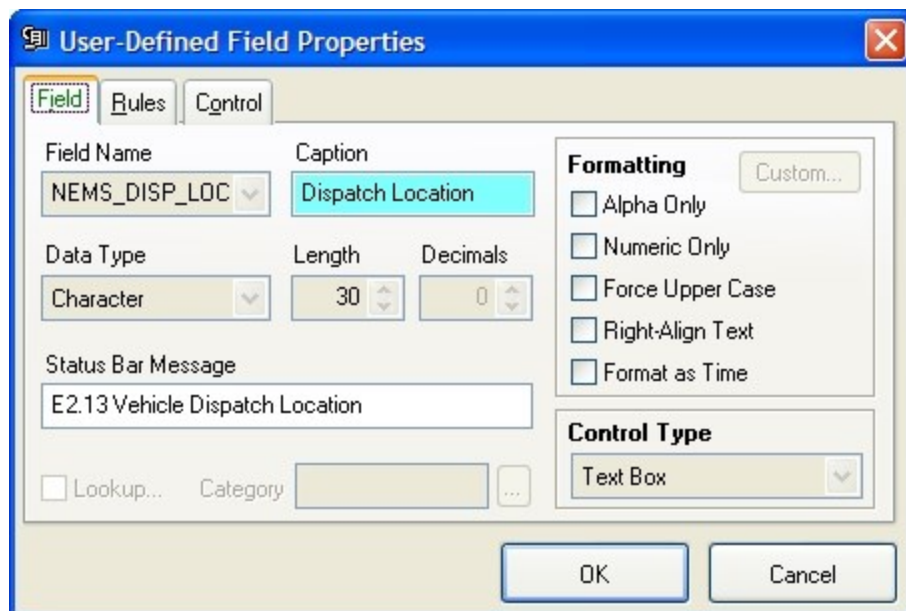 User-Defined Field Properties
Field Rules Control
Field Name Caption
NEMS_DISP_LOC Dispatch Location
Data Type Length Decimals
Character 30 0
Status Bar Message
E2.13 Vehicle Dispatch Location
Lookup... Category ...
Formatting Custom...
Alpha Only
Numeric Only
Force Upper Case
Right-Align Text
Format as Time
Control Type
Text Box
OK Cancel